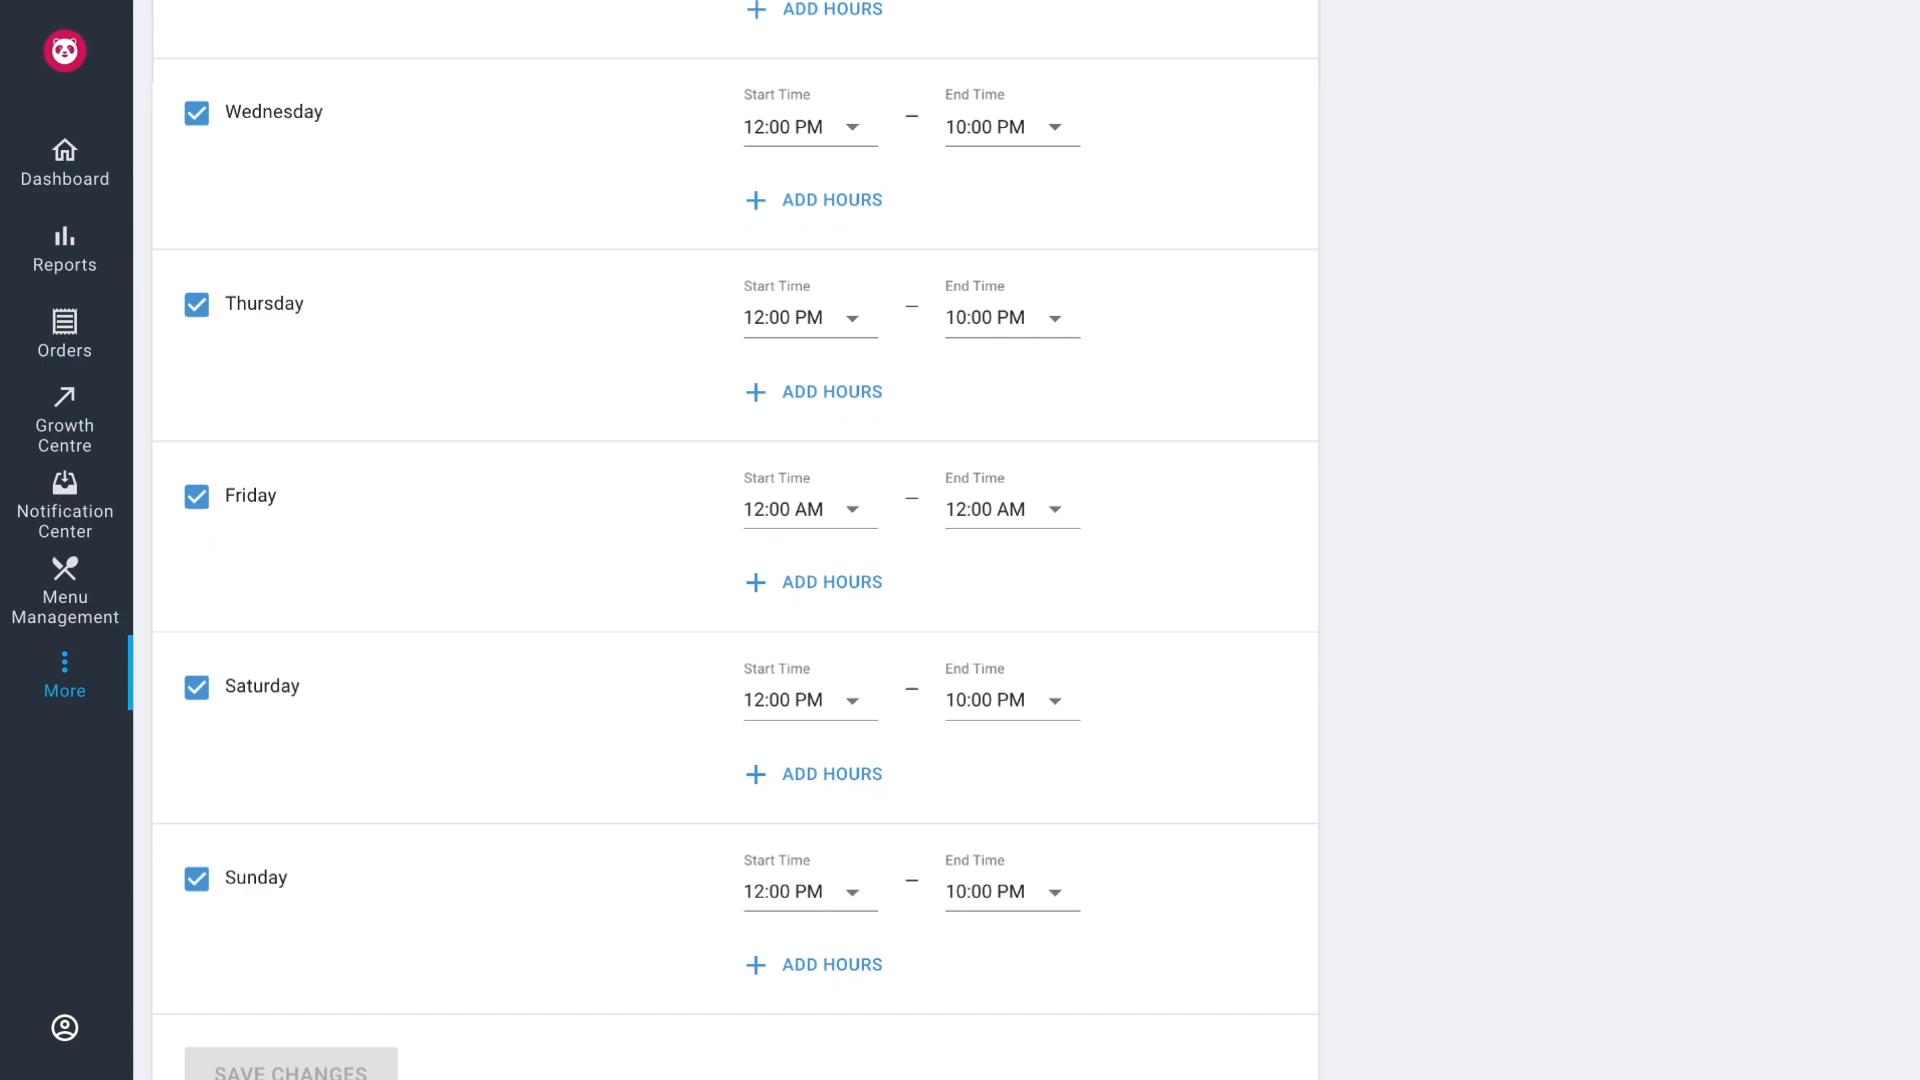 ADD HOURS
Wednesday
Start Time
End Time
12:00 PM
10:00 PM
ADD HOURS
Thursday
Start Time
End Time
12:00 PM
10:00 PM
ADD HOURS
Friday
Start Time
End Time
12:00 AM
12:00 AM
ADD HOURS
Saturday
Start Time
End Time
12:00 PM
10:00 PM
ADD HOURS
Sunday
Start Time
End Time
12:00 PM
10:00 PM
ADD HOURS
SAVE CHANGES
Dashboard
Reports
Orders
Growth
Centre
Notification
Center
Menu
Management
More